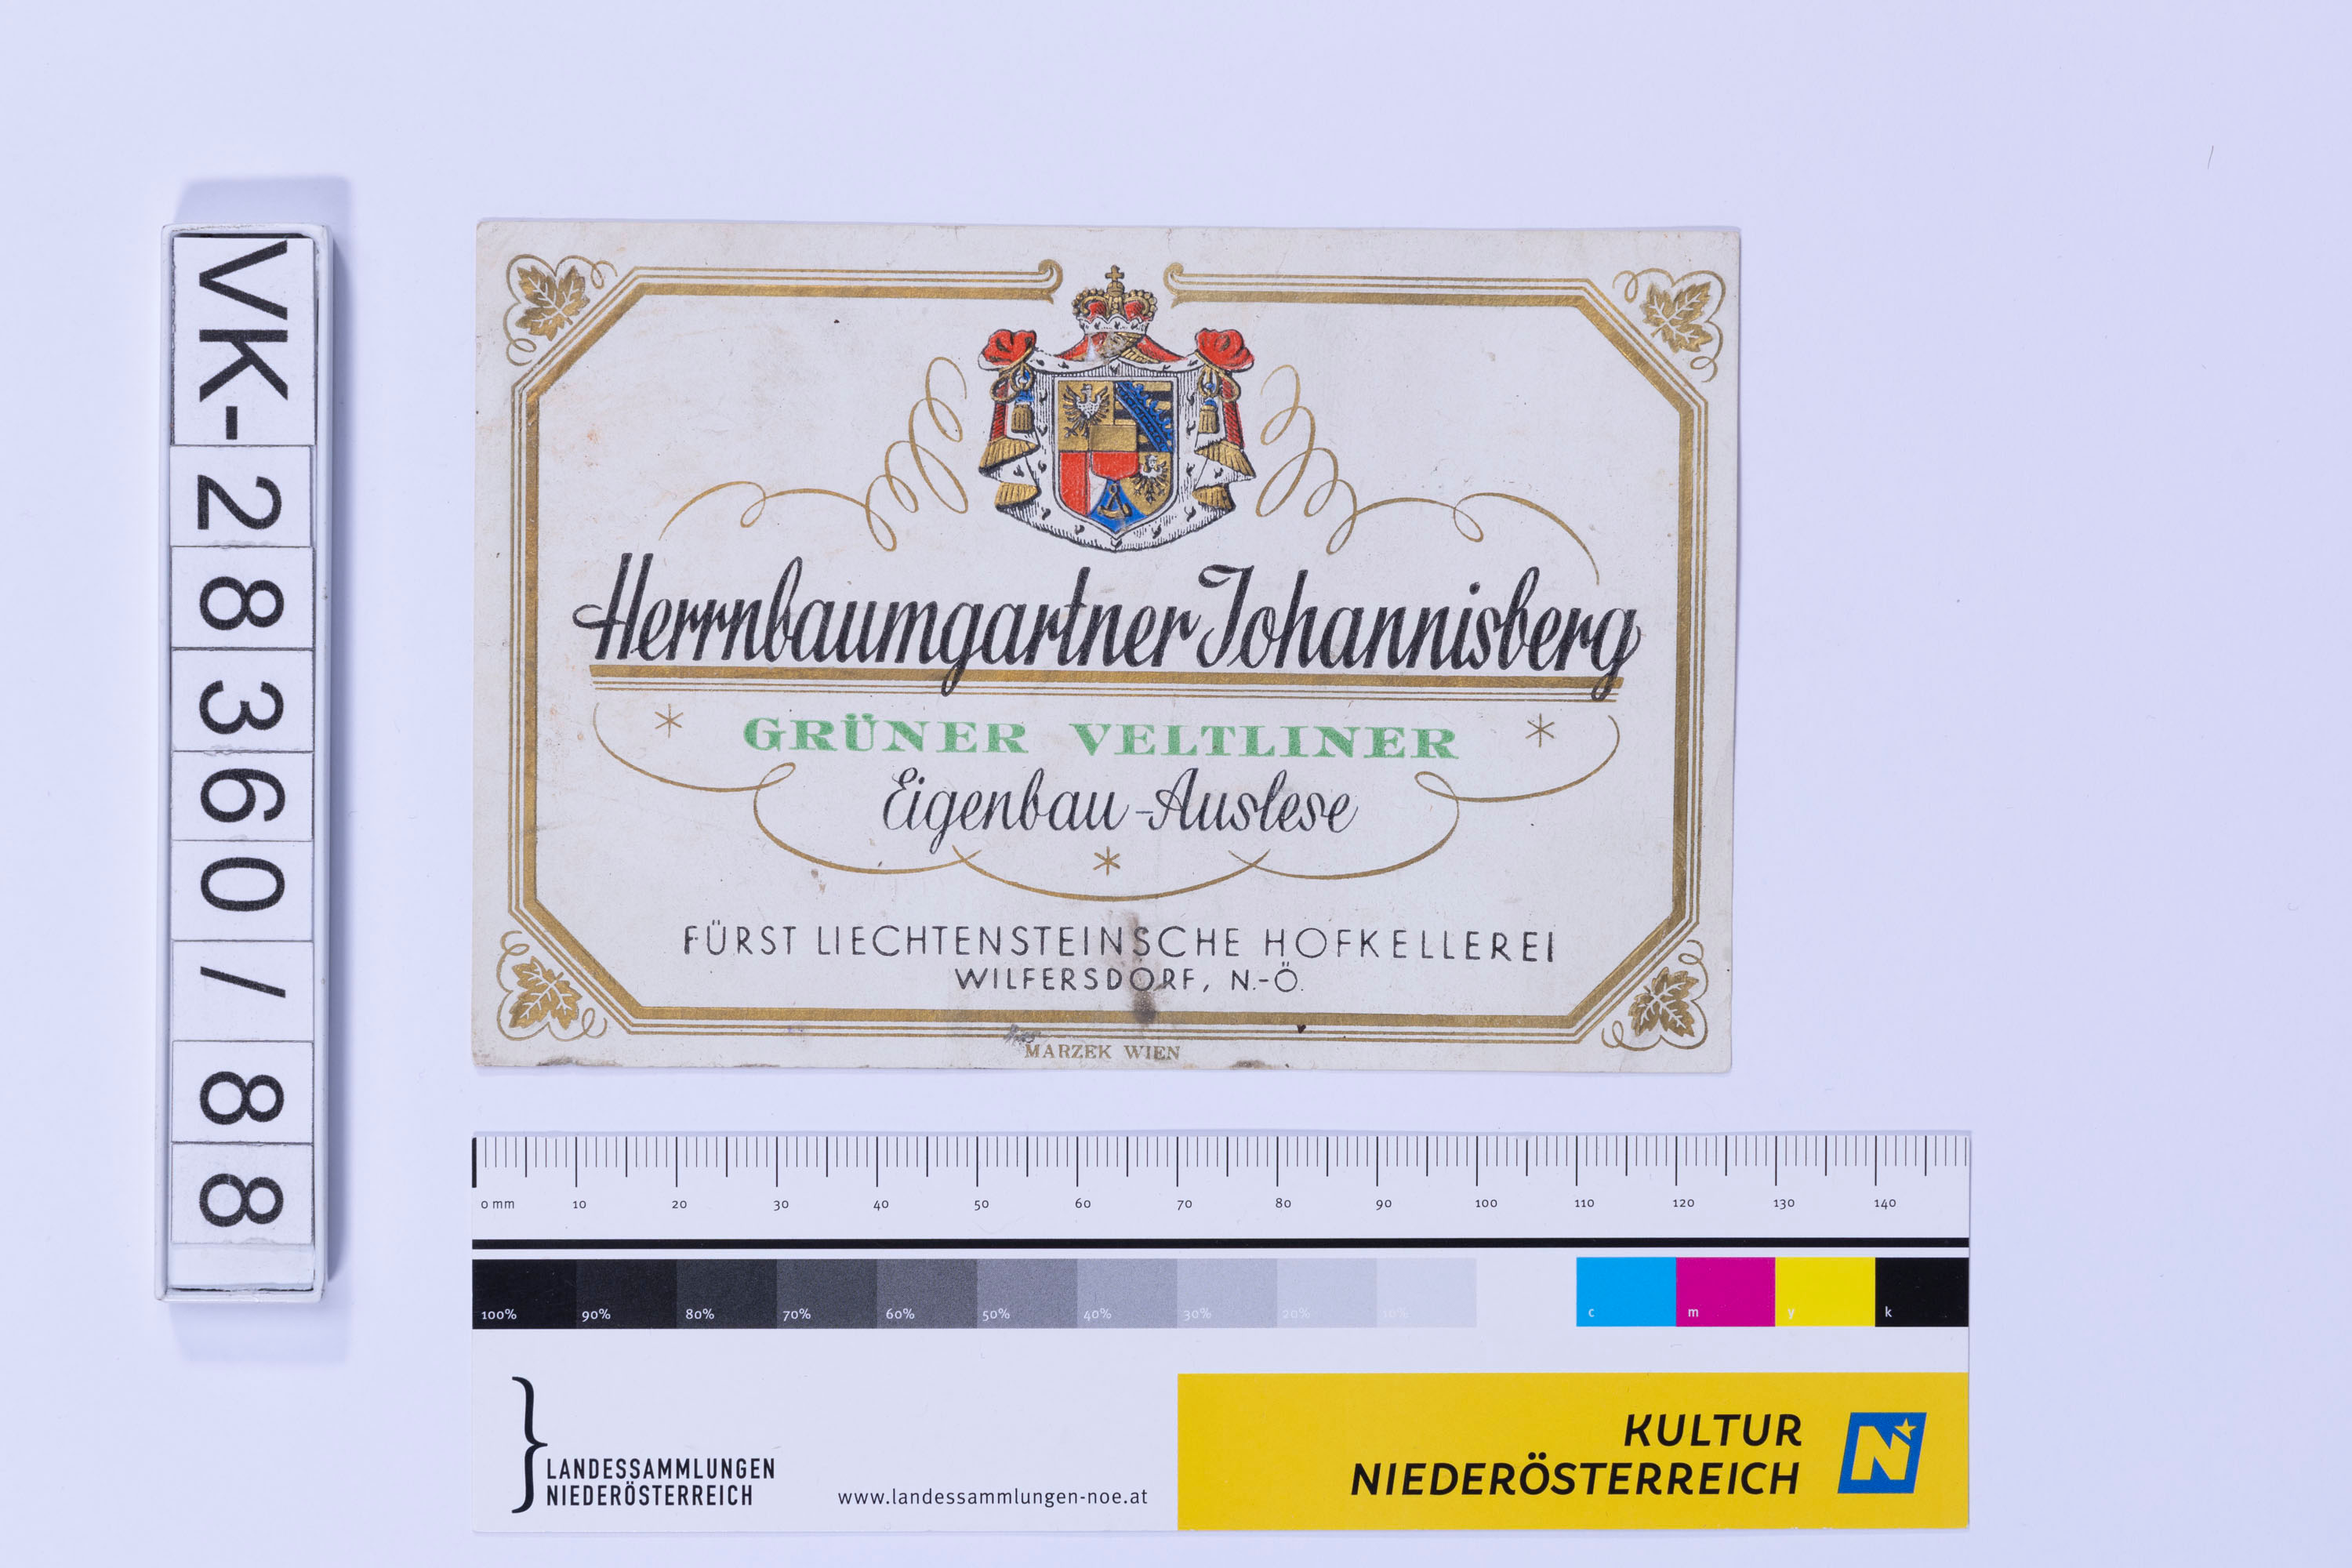 VK-28360/88
Herrnbaumgartner Johannisberg
GRÜNER VELTLINER
Eigenbau-Auslese
FÜRST LIECHTENSTEINSCHE HOFKELLEREI
WILFERSDORF, N.-Ö.
MARZEK WIEN
0 mm 10 20 30 40 50 60 70 80 90 100 110 120 130 140
100% 90% 80% 70% 60% 50% 40% 30% 20% 10% c m y k
LANDESSAMMLUNGEN
NIEDERÖSTERREICH
www.landessammlungen-noe.at
KULTUR
NIEDERÖSTERREICH
N